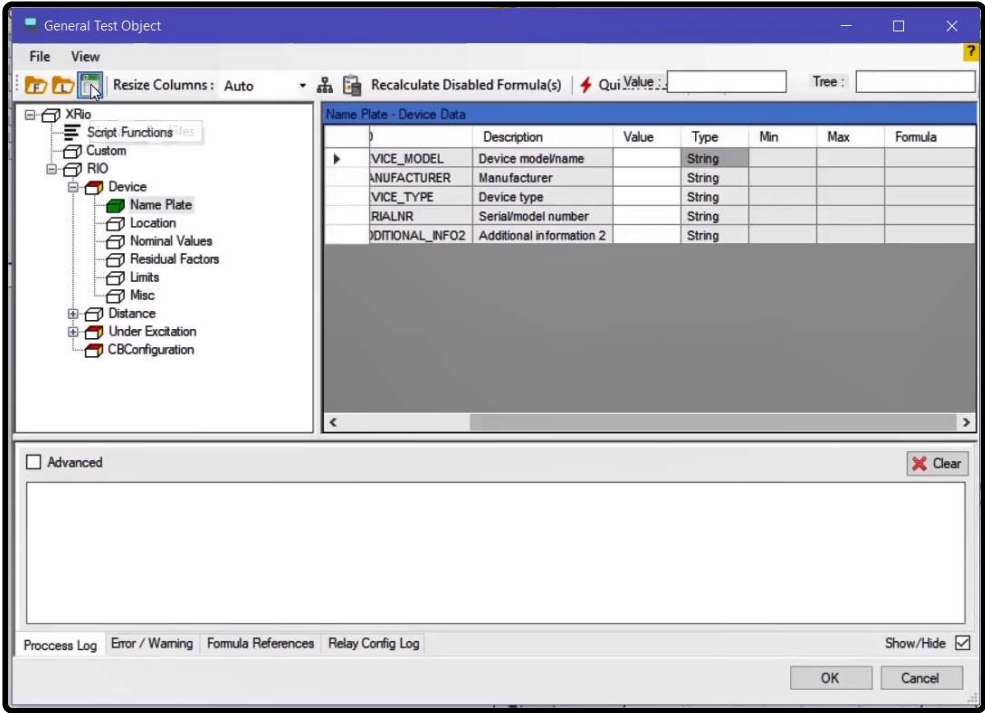 General Test Object
File View
?
F L Resize Columns : Auto Recalculate Disabled Formula(s) Qui Value : Tree :
XRio
Script Functions
Custom
RIO
Device
Name Plate
Location
Nominal Values
Residual Factors
Limits
Misc
Distance
Under Excitation
CBConfiguration
Name Plate - Device Data
Description Value Type Min Max Formula
VICE_MODEL Device model/name String
ANUFACTURER Manufacturer String
VICE_TYPE Device type String
RIALNR Serial/model number String
DDITIONAL_INFO2 Additional information 2 String
Advanced
Clear
Proccess Log Error / Warning Formula References Relay Config Log Show/Hide
OK Cancel